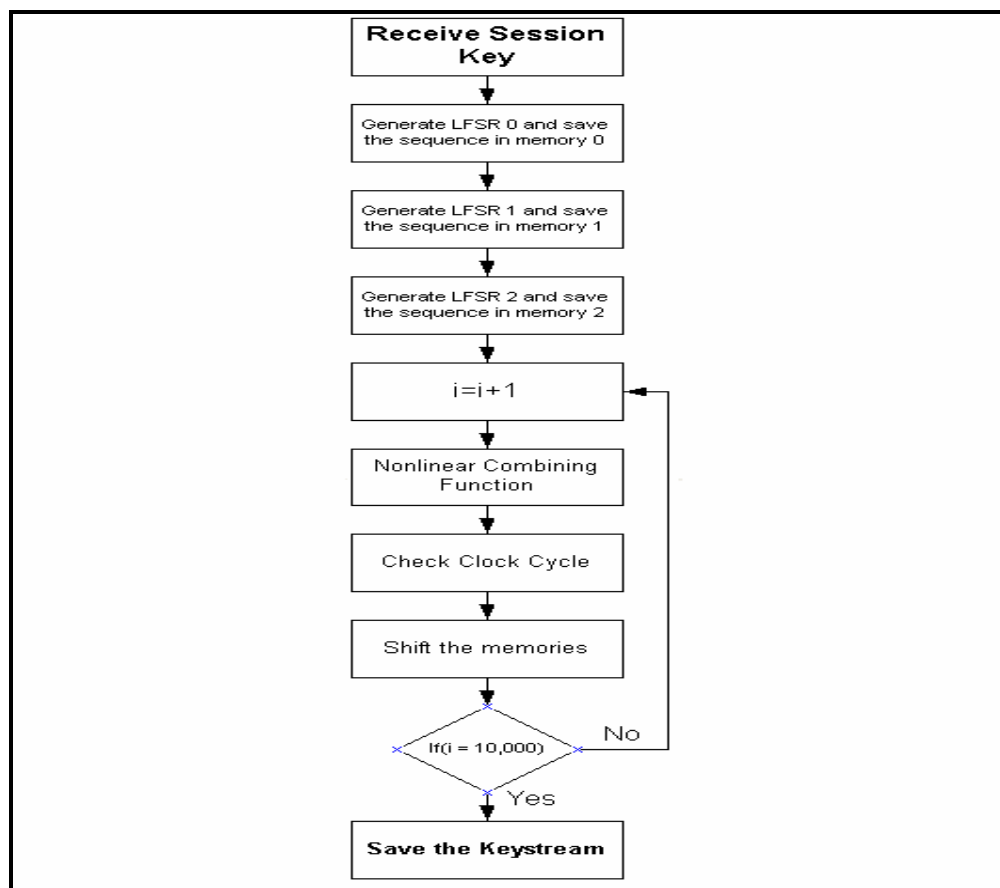 Receive Session
Key
Generate LFSR 0 and save
the sequence in memory 0
Generate LFSR 1 and save
the sequence in memory 1
Generate LFSR 2 and save
the sequence in memory 2
i=i+1
Nonlinear Combining
Function
Check Clock Cycle
Shift the memories
If(i = 10,000)
No
Yes
Save the Keystream